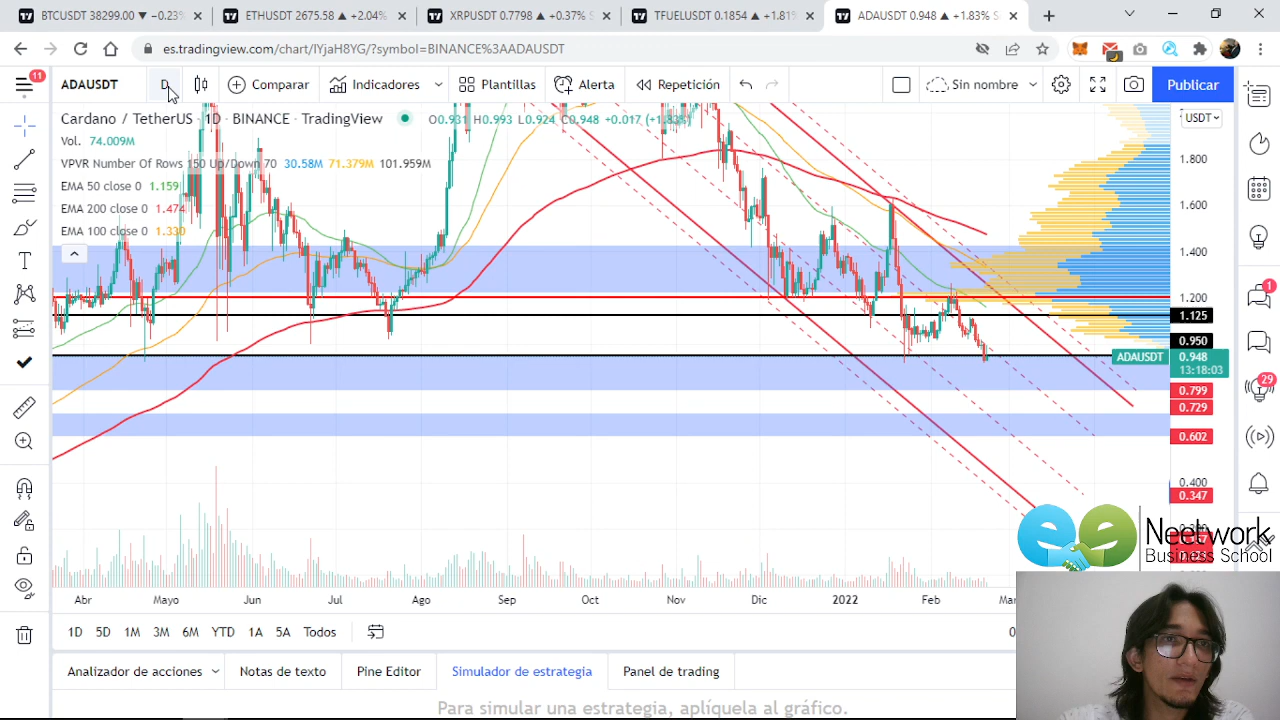 BTCUSDT 38299.00 ▼ −0.23%
ETHUSDT 2675.58 ▲ +2.04%
XRPUSDT 0.7798 ▲ +0.37% S
TFUELUSDT 0.1854 ▲ +1.81%
ADAUSDT 0.948 ▲ +1.83% S
es.tradingview.com/chart/IYjaH8YG/?symbol=BINANCE%3AADAUSDT
11
ADAUSDT
D
Comparar
Indicadores
Plantillas
Alerta
Repetición
Sin nombre
Publicar
Cardano / TetherUS · 1D · BINANCE · TradingView
O0.931 H0.993 L0.924 C0.948 +0.017 (+1.83%)
USDT
Vol. 74.009M
VPVR Number Of Rows 150 Up/Down 70 30.58M 71.379M 101.959M
EMA 50 close 0 1.159
EMA 200 close 0 1.474
EMA 100 close 0 1.330
1.800
1.600
1.400
1.200
1.125
0.950
ADAUSDT 0.948
13:18:03
0.799
0.729
0.602
0.400
0.347
1
29
Neetwork
Business School
Abr Mayo Jun Jul Ago Sep Oct Nov Dic 2022 Feb Mar
1D 5D 1M 3M 6M YTD 1A 5A Todos
Analizador de acciones
Notas de texto
Pine Editor
Simulador de estrategia
Panel de trading
Para simular una estrategia, aplíquela al gráfico.